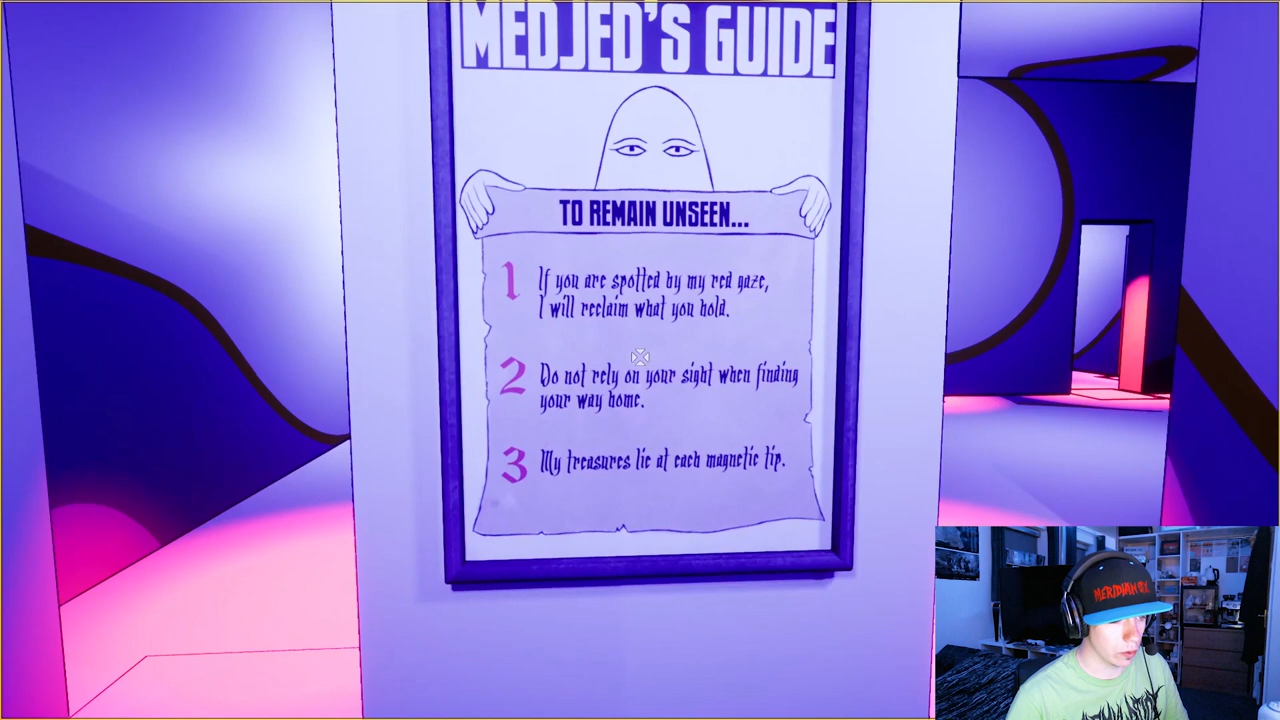 MEDJED'S GUIDE
TO REMAIN UNSEEN...
1 If you are spotted by my red gaze,
I will reclaim what you hold.
2 Do not rely on your sight when finding
your way home.
3 My treasures lie at each magnetic tip.